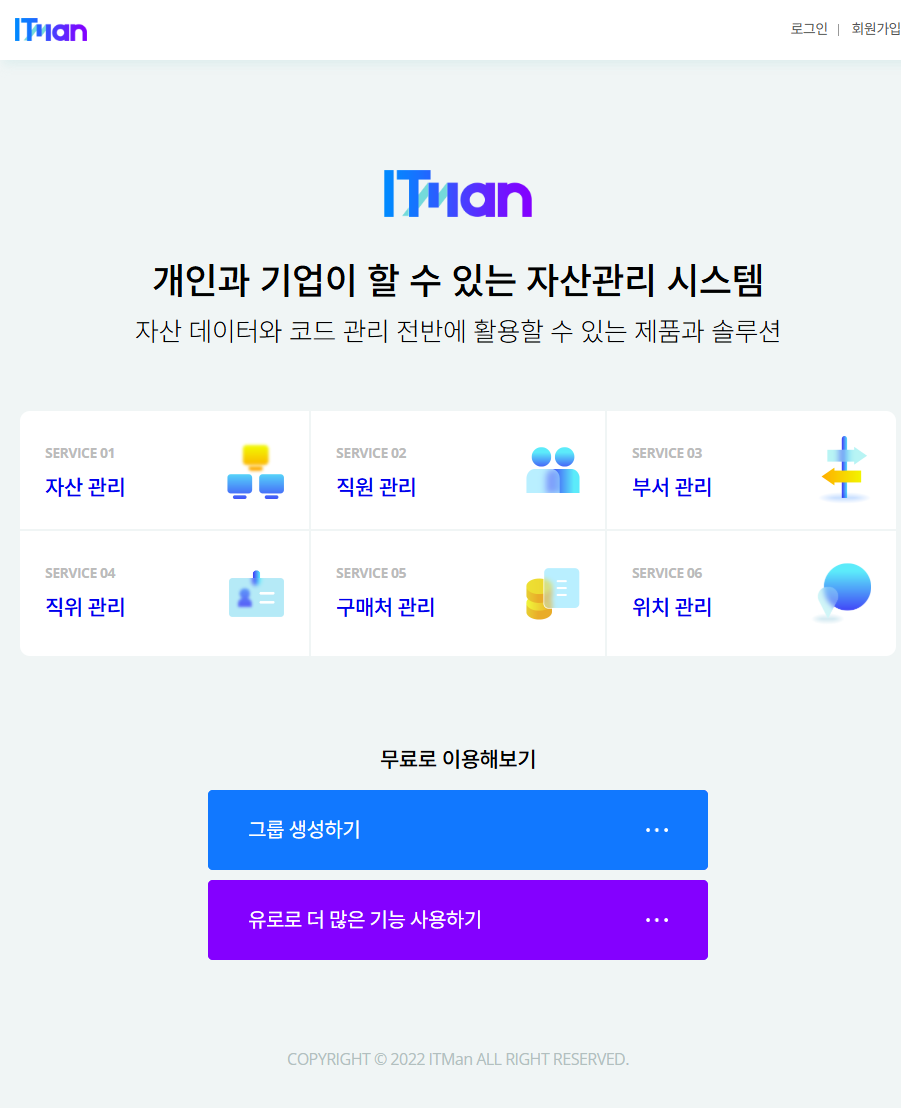 ITMan
로그인 | 회원가입
ITMan
개인과 기업이 할 수 있는 자산관리 시스템
자산 데이터와 코드 관리 전반에 활용할 수 있는 제품과 솔루션
SERVICE 01
자산 관리
SERVICE 02
직원 관리
SERVICE 03
부서 관리
SERVICE 04
직위 관리
SERVICE 05
구매처 관리
SERVICE 06
위치 관리
무료로 이용해보기
그룹 생성하기
유로로 더 많은 기능 사용하기
COPYRIGHT © 2022 ITMan ALL RIGHT RESERVED.